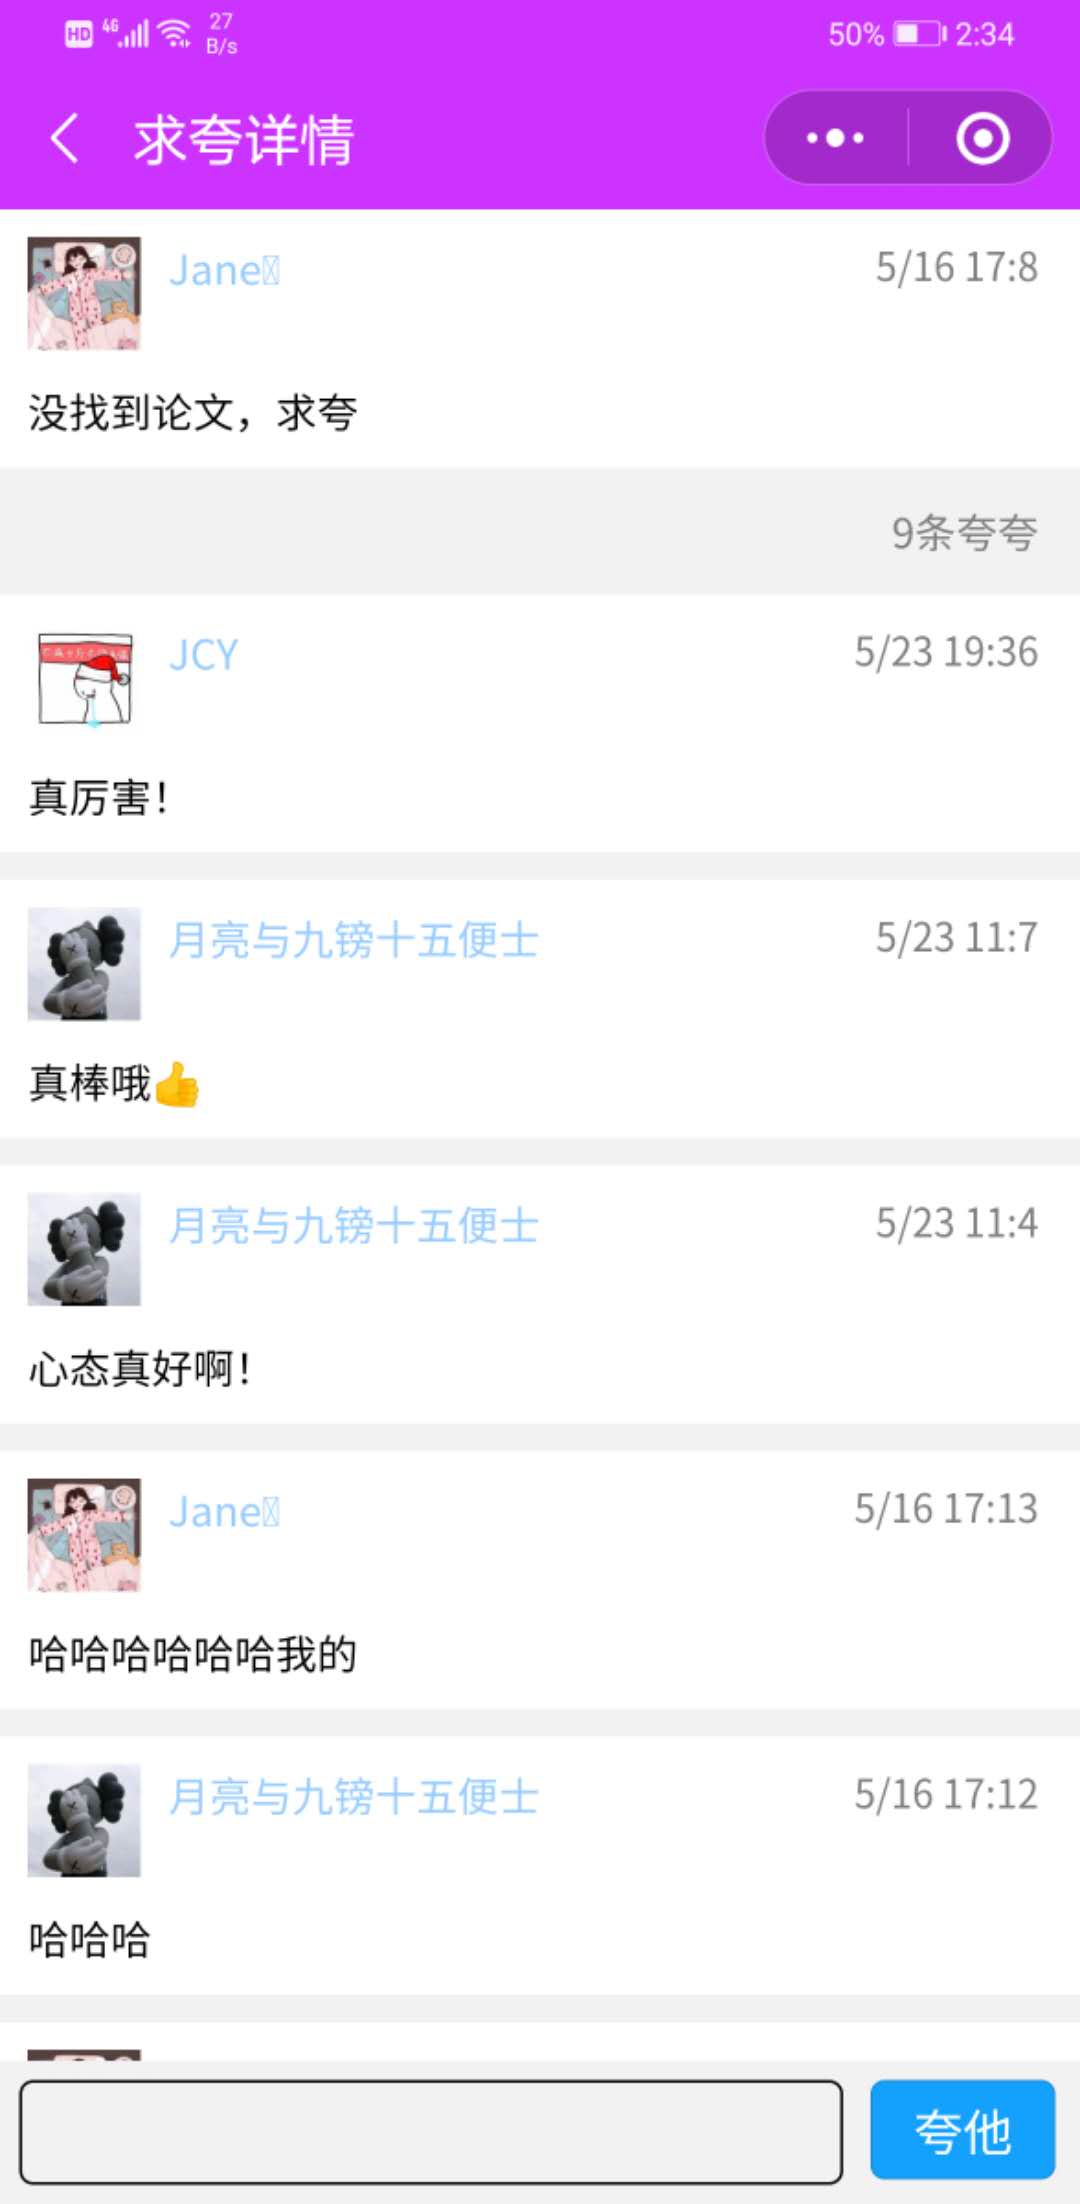 HD 4G 27 B/s 50% 2:34
求夸详情
Jane 5/16 17:8
没找到论文，求夸
9条夸夸
JCY 5/23 19:36
真厉害！
月亮与九镑十五便士 5/23 11:7
真棒哦👍
月亮与九镑十五便士 5/23 11:4
心态真好啊！
Jane 5/16 17:13
哈哈哈哈哈哈我的
月亮与九镑十五便士 5/16 17:12
哈哈哈
夸他